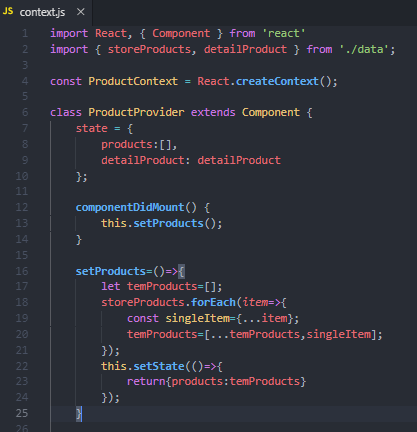 JS context.js ×
1 import React, { Component } from 'react'
2 import { storeProducts, detailProduct } from './data';
3
4 const ProductContext = React.createContext();
5
6 class ProductProvider extends Component {
7 state = {
8 products:[],
9 detailProduct: detailProduct
10 };
11
12 componentDidMount() {
13 this.setProducts();
14 }
15
16 setProducts=()=>{
17 let temProducts=[];
18 storeProducts.forEach(item=>{
19 const singleItem={...item};
20 temProducts=[...temProducts,singleItem];
21 });
22 this.setState(()=>{
23 return{products:temProducts}
24 });
25 }
26